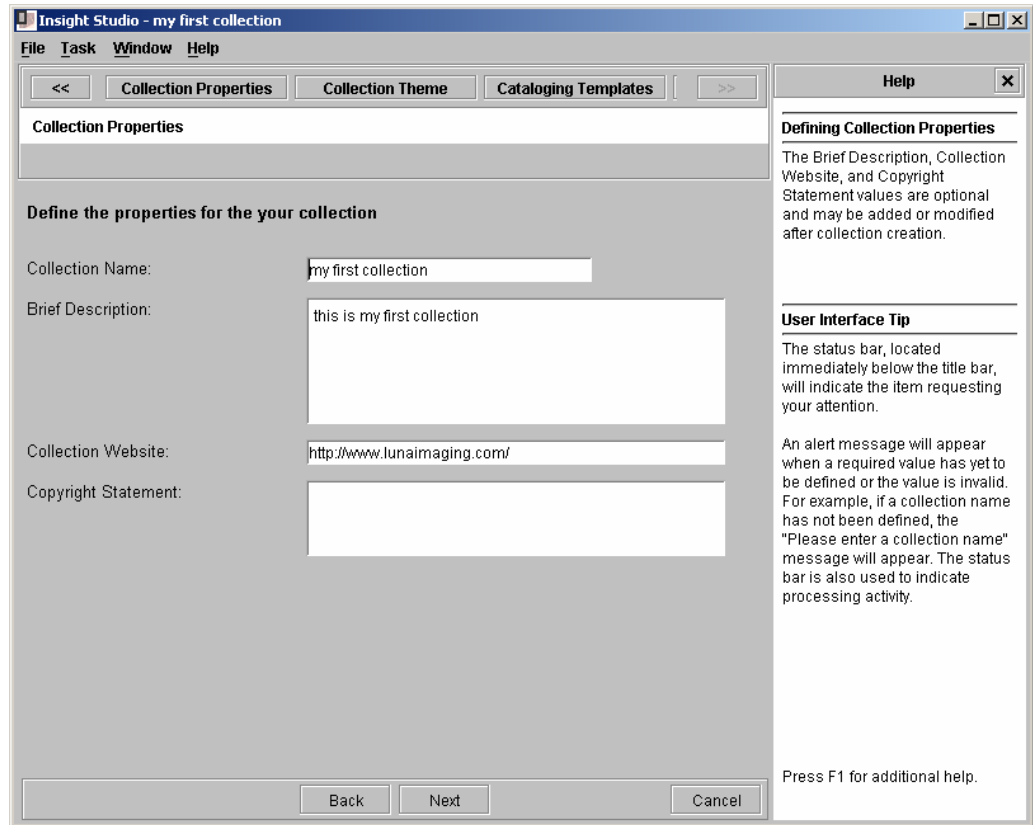 Insight Studio - my first collection
File Task Window Help
<< Collection Properties Collection Theme Cataloging Templates >>
Collection Properties
Define the properties for the your collection
Collection Name: my first collection
Brief Description: this is my first collection
Collection Website: http://www.lunaimaging.com/
Copyright Statement:
Back Next Cancel
Help
Defining Collection Properties
The Brief Description, Collection
Website, and Copyright
Statement values are optional
and may be added or modified
after collection creation.
User Interface Tip
The status bar, located
immediately below the title bar,
will indicate the item requesting
your attention.
An alert message will appear
when a required value has yet to
be defined or the value is invalid.
For example, if a collection name
has not been defined, the
"Please enter a collection name"
message will appear. The status
bar is also used to indicate
processing activity.
Press F1 for additional help.